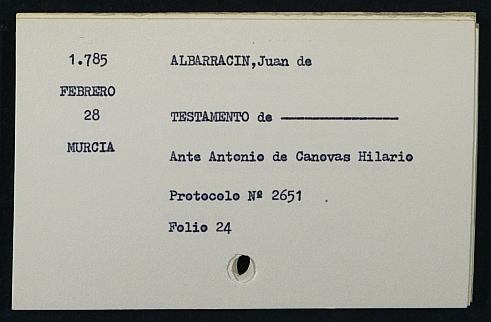 1.785 ALBARRACIN,Juan de
FEBRERO
28 TESTAMENTO de ————————
MURCIA
Ante Antonio de Canovas Hilario
Protocolo Nº 2651
Folio 24